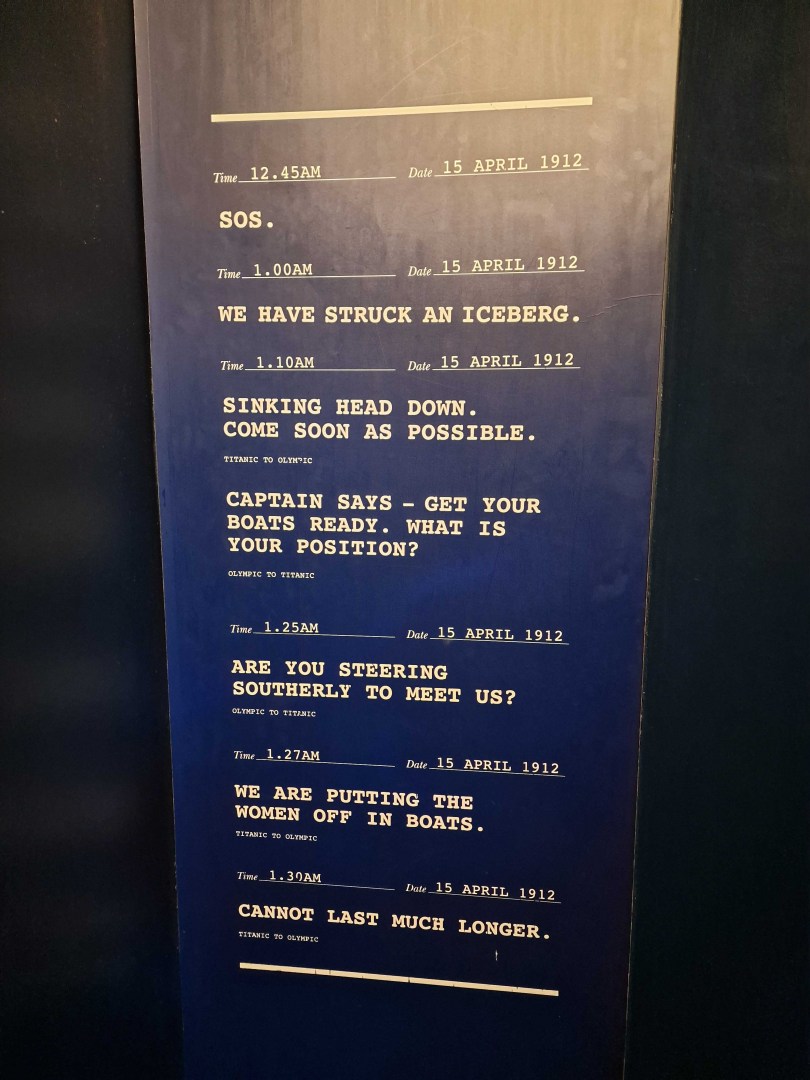 Time 12.45AM Date 15 APRIL 1912
SOS.
Time 1.00AM Date 15 APRIL 1912
WE HAVE STRUCK AN ICEBERG.
Time 1.10AM Date 15 APRIL 1912
SINKING HEAD DOWN.
COME SOON AS POSSIBLE.
TITANIC TO OLYMPIC
CAPTAIN SAYS – GET YOUR
BOATS READY. WHAT IS
YOUR POSITION?
OLYMPIC TO TITANIC
Time 1.25AM Date 15 APRIL 1912
ARE YOU STEERING
SOUTHERLY TO MEET US?
OLYMPIC TO TITANIC
Time 1.27AM Date 15 APRIL 1912
WE ARE PUTTING THE
WOMEN OFF IN BOATS.
TITANIC TO OLYMPIC
Time 1.30AM Date 15 APRIL 1912
CANNOT LAST MUCH LONGER.
TITANIC TO OLYMPIC